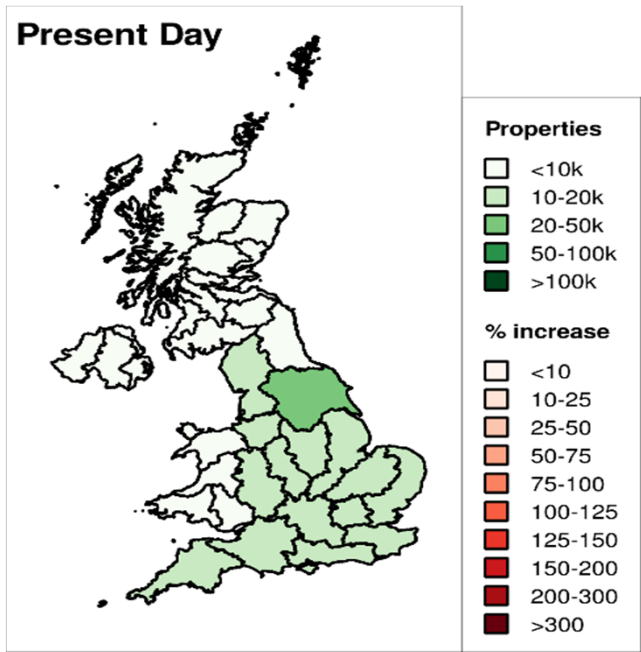 Present Day
Properties
<10k
10-20k
20-50k
50-100k
>100k
% increase
<10
10-25
25-50
50-75
75-100
100-125
125-150
150-200
200-300
>300